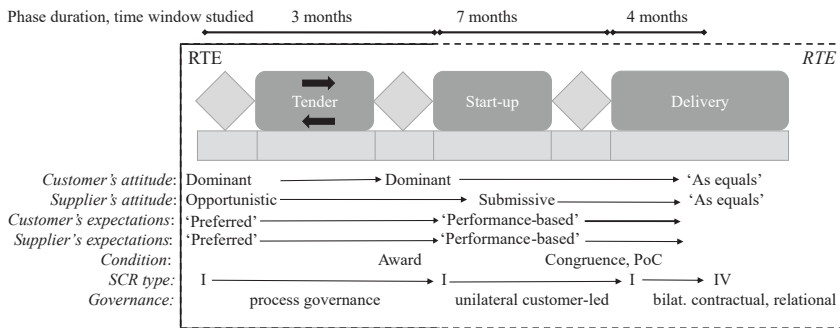 Phase duration, time window studied 3 months 7 months 4 months
RTE RTE
Tender Start-up Delivery
Customer's attitude: Dominant Dominant 'As equals'
Supplier's attitude: Opportunistic Submissive 'As equals'
Customer's expectations: 'Preferred' 'Performance-based'
Supplier's expectations: 'Preferred' 'Performance-based'
Condition: Award Congruence, PoC
SCR type: I I I IV
Governance: process governance unilateral customer-led bilat. contractual, relational